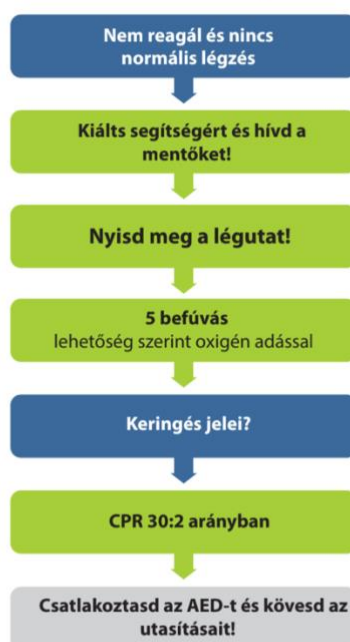 Nem reagál és nincs
normális légzés
Kiálts segítségért és hívd a
mentőket!
Nyisd meg a légutat!
5 befúvás
lehetőség szerint oxigén adással
Keringés jelei?
CPR 30:2 arányban
Csatlakoztasd az AED-t és kövesd az
utasításait!